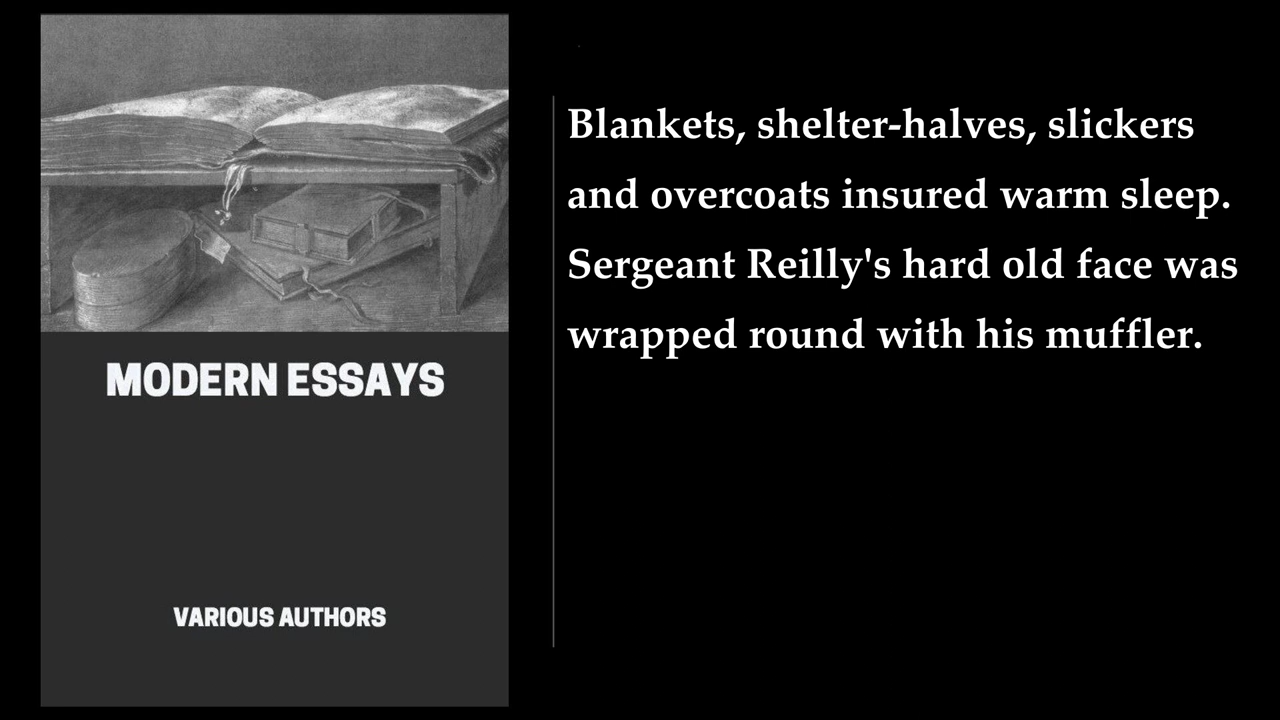 MODERN ESSAYS
VARIOUS AUTHORS
Blankets, shelter-halves, slickers
and overcoats insured warm sleep.
Sergeant Reilly's hard old face was
wrapped round with his muffler.